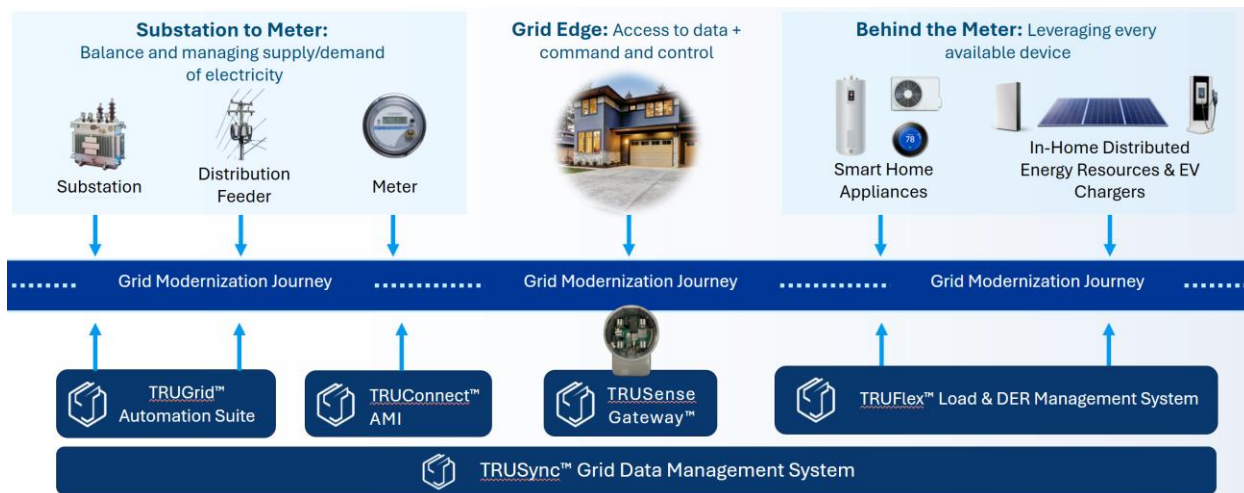 Substation to Meter:
Balance and managing supply/demand
of electricity
Substation
Distribution
Feeder
Meter
Grid Edge: Access to data +
command and control
Behind the Meter: Leveraging every
available device
78
Smart Home
Appliances
In-Home Distributed
Energy Resources & EV
Chargers
Grid Modernization Journey
Grid Modernization Journey
Grid Modernization Journey
TRUGrid™
Automation Suite
TRUConnect™
AMI
TRUSense
Gateway™
TRUFlex™ Load & DER Management System
TRUSync™ Grid Data Management System